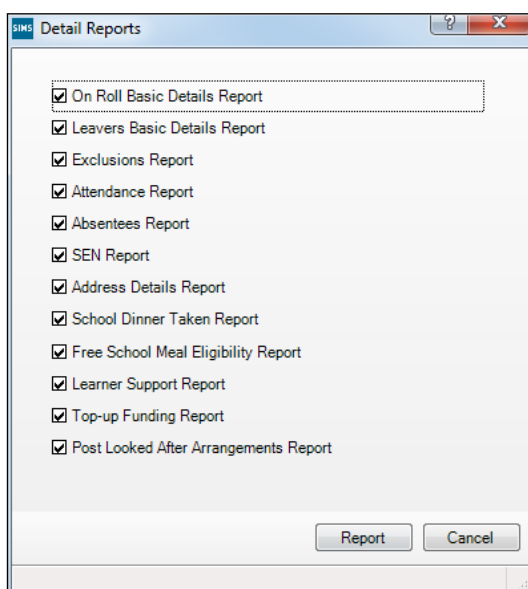 SIMS Detail Reports ? X
On Roll Basic Details Report
Leavers Basic Details Report
Exclusions Report
Attendance Report
Absentees Report
SEN Report
Address Details Report
School Dinner Taken Report
Free School Meal Eligibility Report
Learner Support Report
Top-up Funding Report
Post Looked After Arrangements Report
Report Cancel